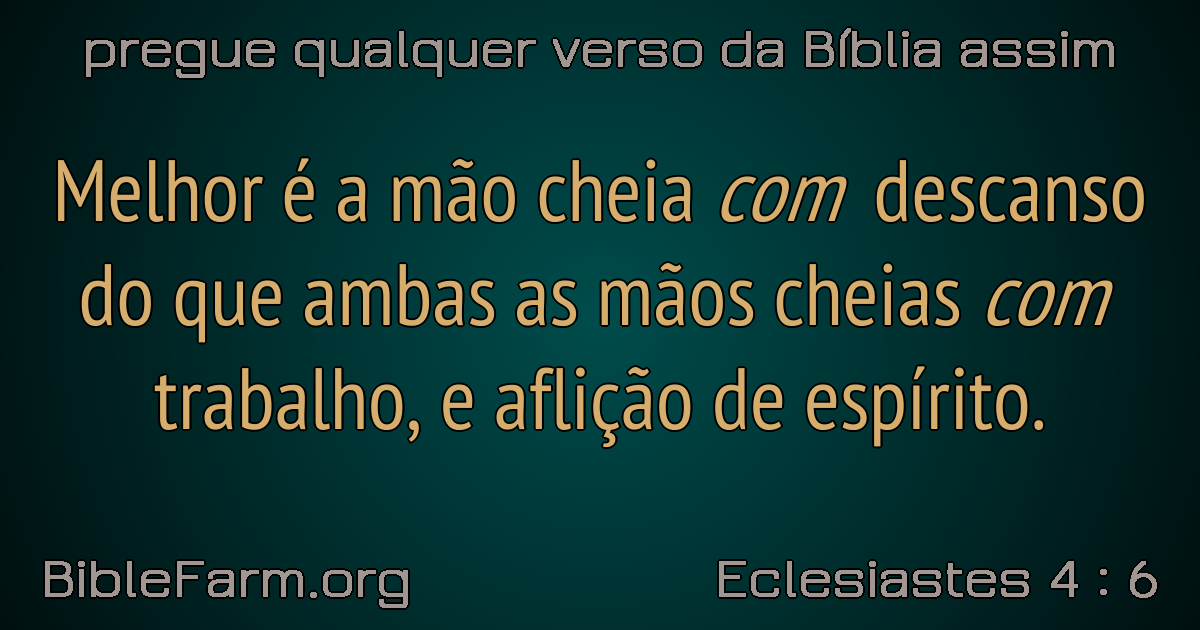 pregue qualquer verso da Bíblia assim
Melhor é a mão cheia com descanso
do que ambas as mãos cheias com
trabalho, e aflição de espírito.
BibleFarm.org
Eclesiastes 4 : 6